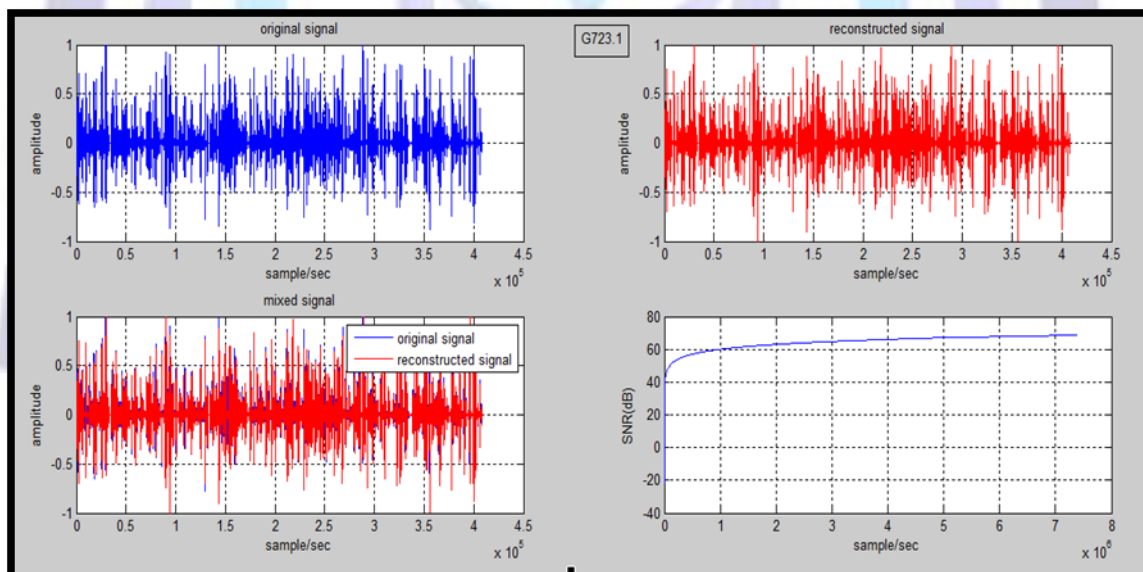 original signal
G723.1
reconstructed signal
amplitude
1
0.5
0
-0.5
-1
0 0.5 1 1.5 2 2.5 3 3.5 4 4.5
sample/sec
x 10^5
amplitude
1
0.5
0
-0.5
-1
0 0.5 1 1.5 2 2.5 3 3.5 4 4.5
sample/sec
x 10^5
mixed signal
original signal
reconstructed signal
amplitude
1
0.5
0
-0.5
-1
0 0.5 1 1.5 2 2.5 3 3.5 4 4.5
sample/sec
x 10^5
SNR(dB)
80
60
40
20
0
-20
-40
0 1 2 3 4 5 6 7 8
sample/sec
x 10^6